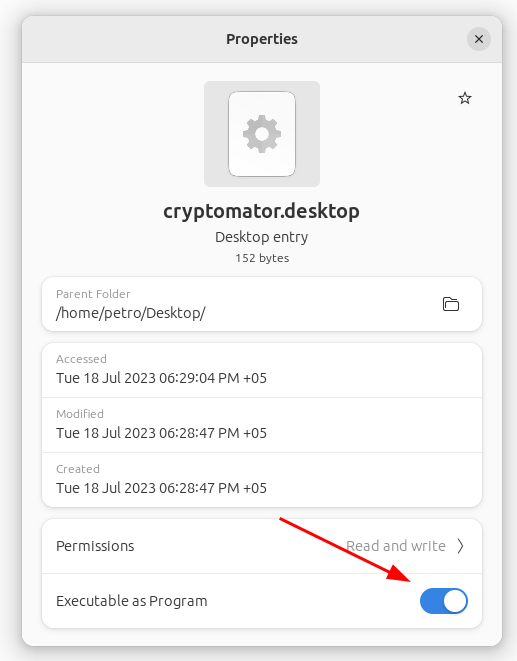 Properties
cryptomator.desktop
Desktop entry
152 bytes
Parent Folder
/home/petro/Desktop/
Accessed
Tue 18 Jul 2023 06:29:04 PM +05
Modified
Tue 18 Jul 2023 06:28:47 PM +05
Created
Tue 18 Jul 2023 06:28:47 PM +05
Permissions Read and write
Executable as Program